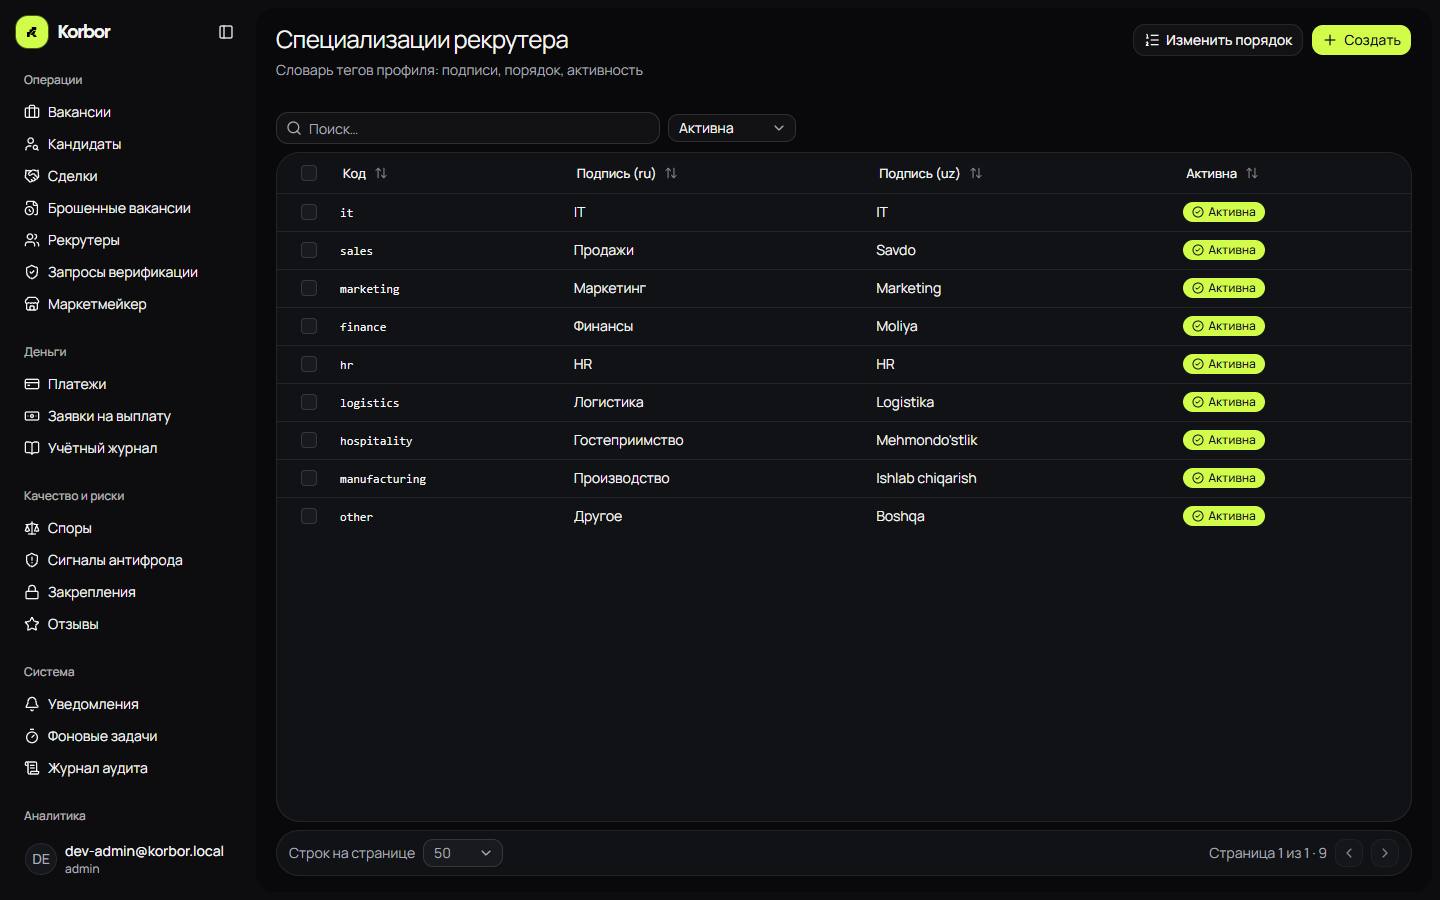 Korbor
Операции
Вакансии
Кандидаты
Сделки
Брошенные вакансии
Рекрутеры
Запросы верификации
Маркетмейкер
Деньги
Платежи
Заявки на выплату
Учётный журнал
Качество и риски
Споры
Сигналы антифрода
Закрепления
Отзывы
Система
Уведомления
Фоновые задачи
Журнал аудита
Аналитика
DE
dev-admin@korbor.local
admin
Специализации рекрутера
Словарь тегов профиля: подписи, порядок, активность
Изменить порядок
Создать
Поиск...
Активна
Код Подпись (ru) Подпись (uz) Активна
it IT IT Активна
sales Продажи Savdo Активна
marketing Маркетинг Marketing Активна
finance Финансы Moliya Активна
hr HR HR Активна
logistics Логистика Logistika Активна
hospitality Гостеприимство Mehmondo'stlik Активна
manufacturing Производство Ishlab chiqarish Активна
other Другое Boshqa Активна
Строк на странице 50
Страница 1 из 1 · 9